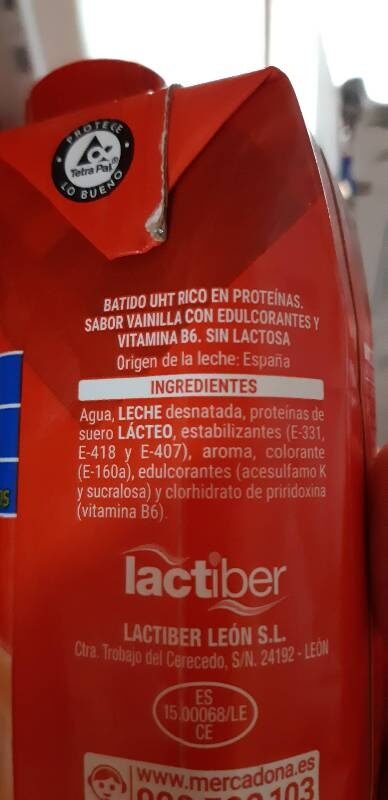 PROTEGE
Tetra Pak®
LO BUENO
BATIDO UHT RICO EN PROTEÍNAS.
SABOR VAINILLA CON EDULCORANTES Y
VITAMINA B6. SIN LACTOSA
Origen de la leche: España
INGREDIENTES
Agua, LECHE desnatada, proteínas de
suero LÁCTEO, estabilizantes (E-331,
E-418 y E-407), aroma, colorante
(E-160a), edulcorantes (acesulfamo K
y sucralosa) y clorhidrato de priridoxina
(vitamina B6).
lactiber
LACTIBER LEÓN S.L.
Ctra. Trobajo del Cerecedo, S/N. 24192 - LEÓN
ES
15.00068/LE
CE
www.mercadona.es
103